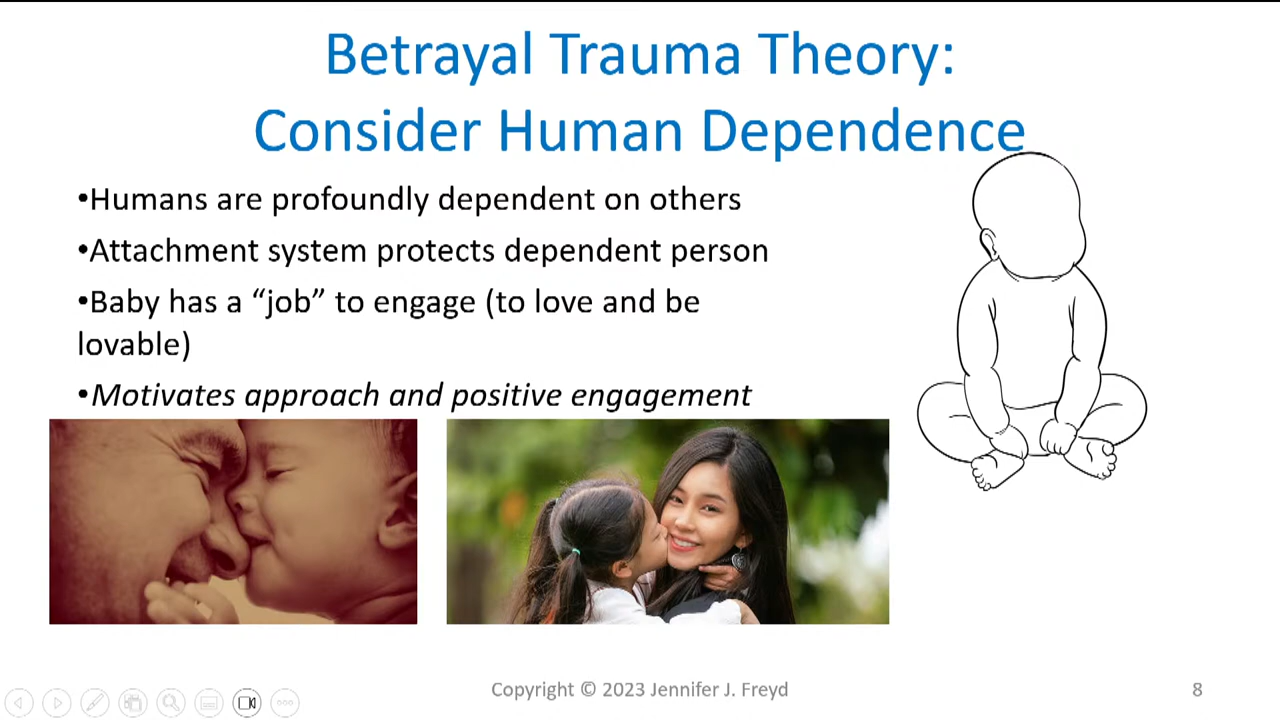 Betrayal Trauma Theory:
Consider Human Dependence
•Humans are profoundly dependent on others
•Attachment system protects dependent person
•Baby has a “job” to engage (to love and be
lovable)
•Motivates approach and positive engagement
Copyright © 2023 Jennifer J. Freyd
8